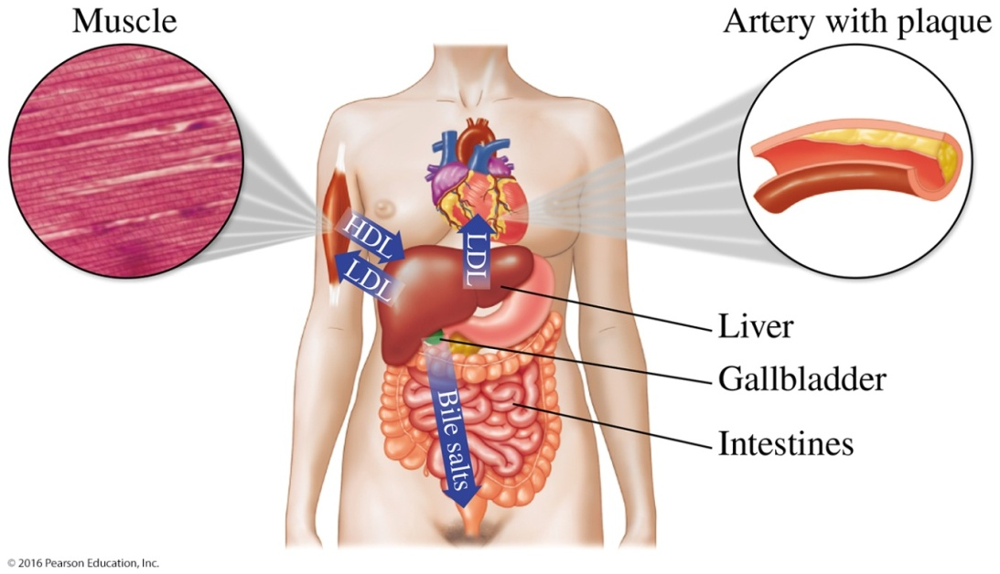 Muscle
Artery with plaque
HDL
LDL
LDL
Liver
Gallbladder
Bile salts
Intestines
© 2016 Pearson Education, Inc.